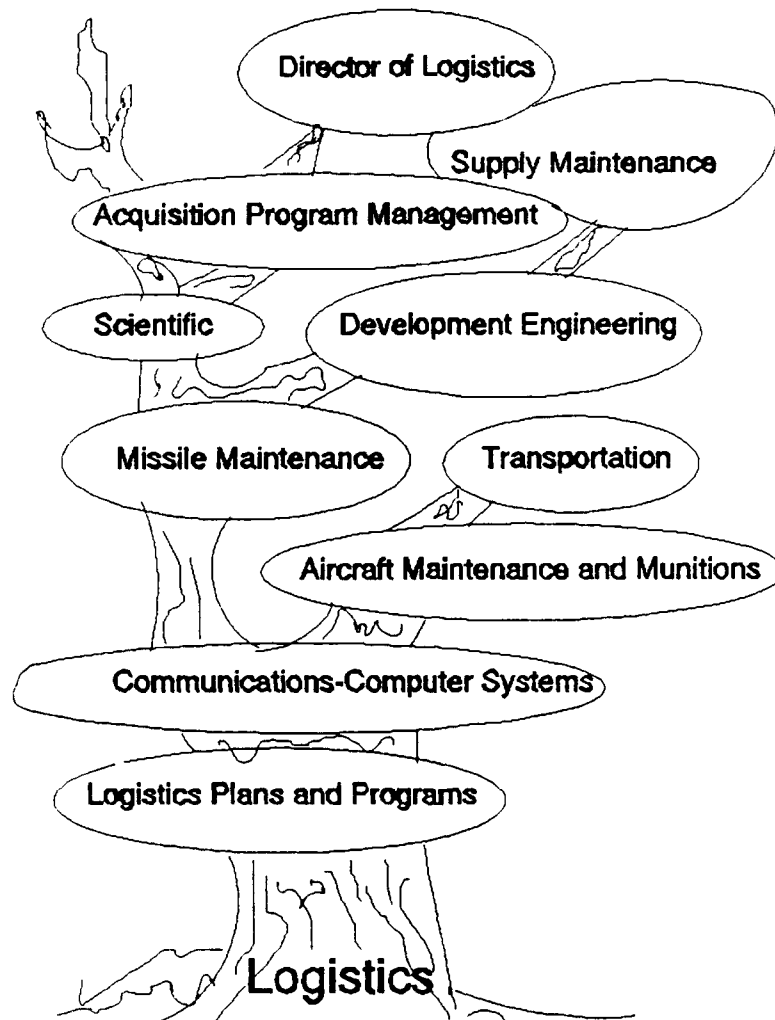 Director of Logistics
Supply Maintenance
Acquisition Program Management
Scientific
Development Engineering
Missile Maintenance
Transportation
Aircraft Maintenance and Munitions
Communications-Computer Systems
Logistics Plans and Programs
Logistics